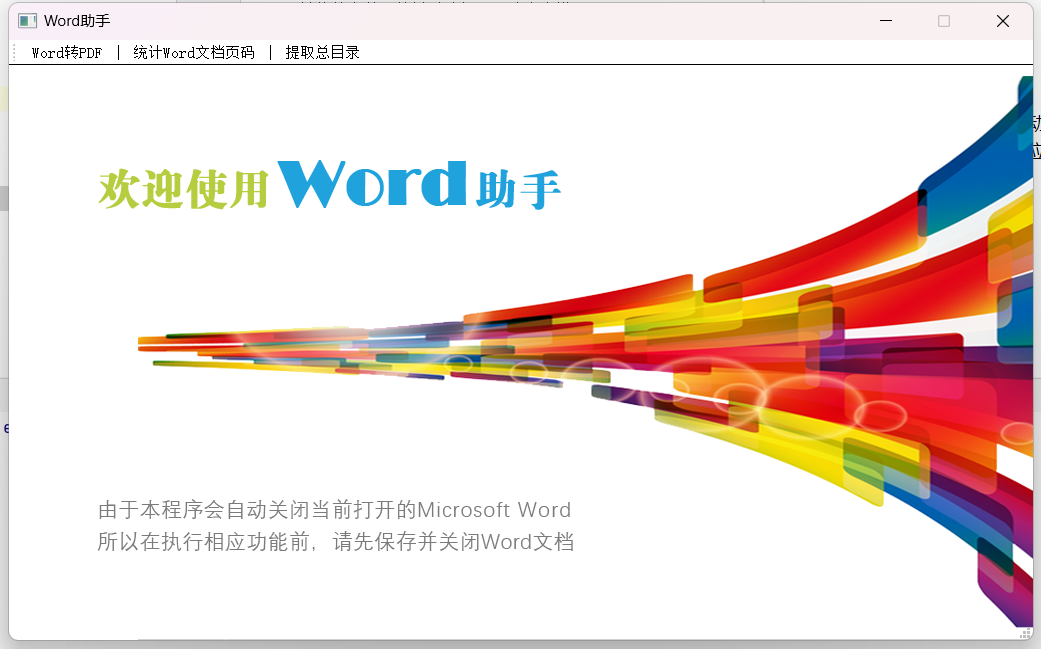 Word助手
Word转PDF | 统计Word文档页码 | 提取总目录
欢迎使用Word助手
由于本程序会自动关闭当前打开的Microsoft Word
所以在执行相应功能前，请先保存并关闭Word文档